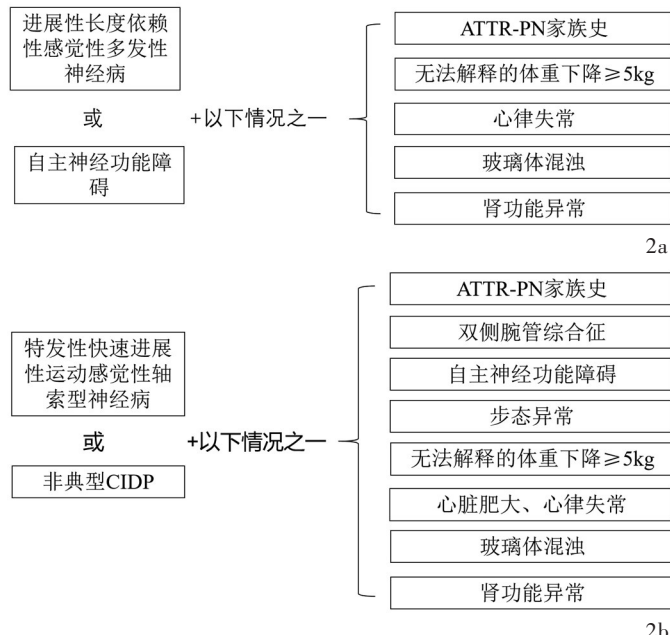 进展性长度依赖
性感觉性多发性
神经病
或
自主神经功能障
碍
+以下情况之一
ATTR-PN家族史
无法解释的体重下降≥5kg
心律失常
玻璃体混浊
肾功能异常
2a
特发性快速进展
性运动感觉性轴
索型神经病
或
非典型CIDP
+以下情况之一
ATTR-PN家族史
双侧腕管综合征
自主神经功能障碍
步态异常
无法解释的体重下降≥5kg
心脏肥大、心律失常
玻璃体混浊
肾功能异常
2b